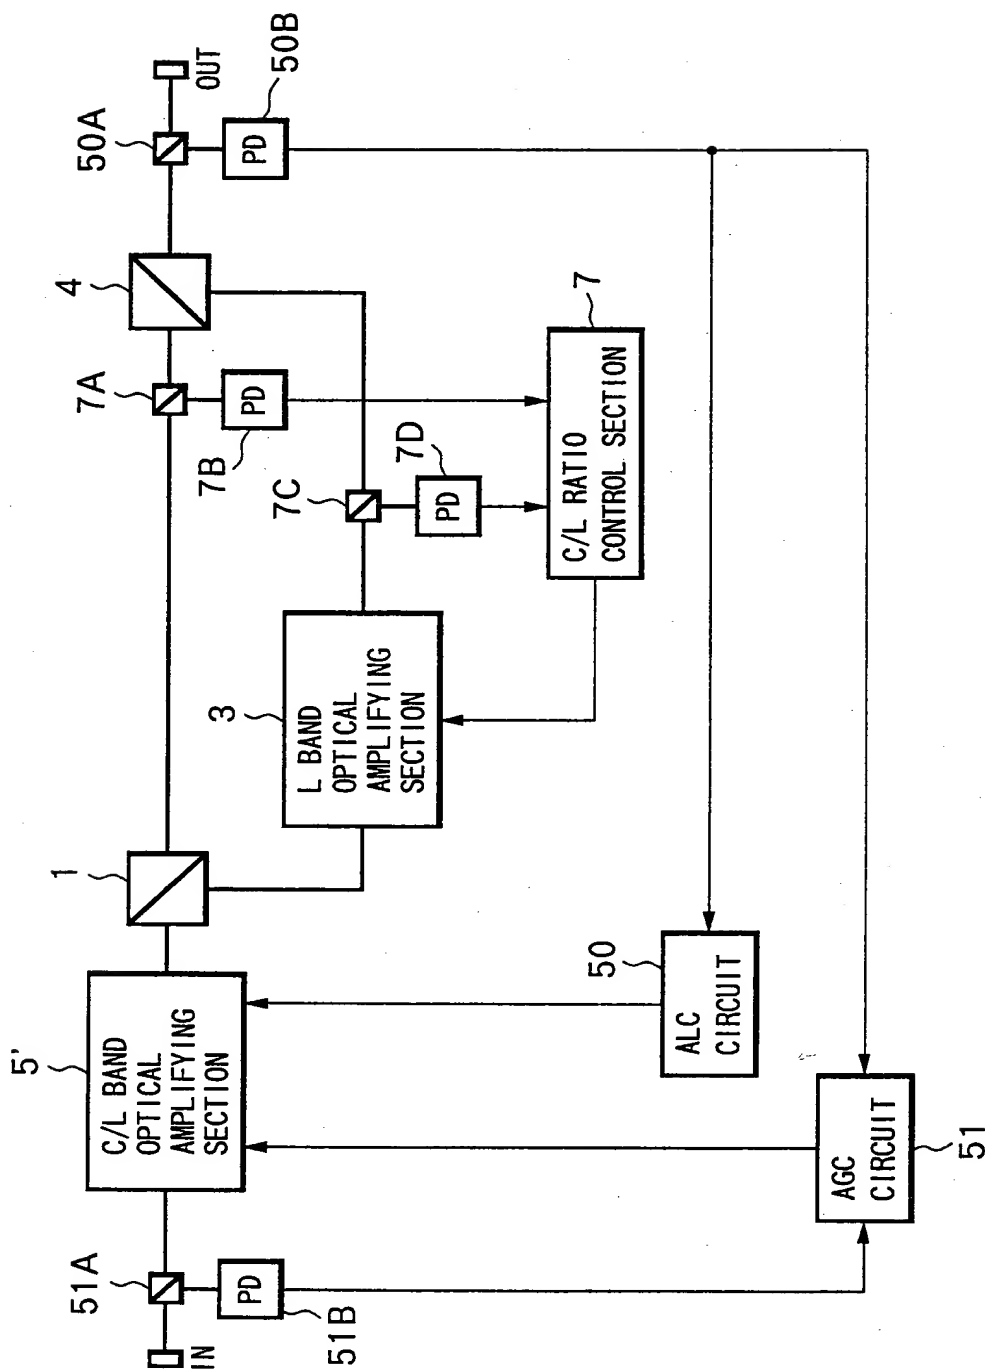 IN
51A
PD
51B
5'
C/L BAND
OPTICAL
AMPLIFYING
SECTION
1
3
L BAND
OPTICAL
AMPLIFYING
SECTION
7A
PD
7B
7C
PD
7D
4
50A
PD
50B
OUT
7
C/L RATIO
CONTROL SECTION
50
ALC
CIRCUIT
AGC
CIRCUIT
51